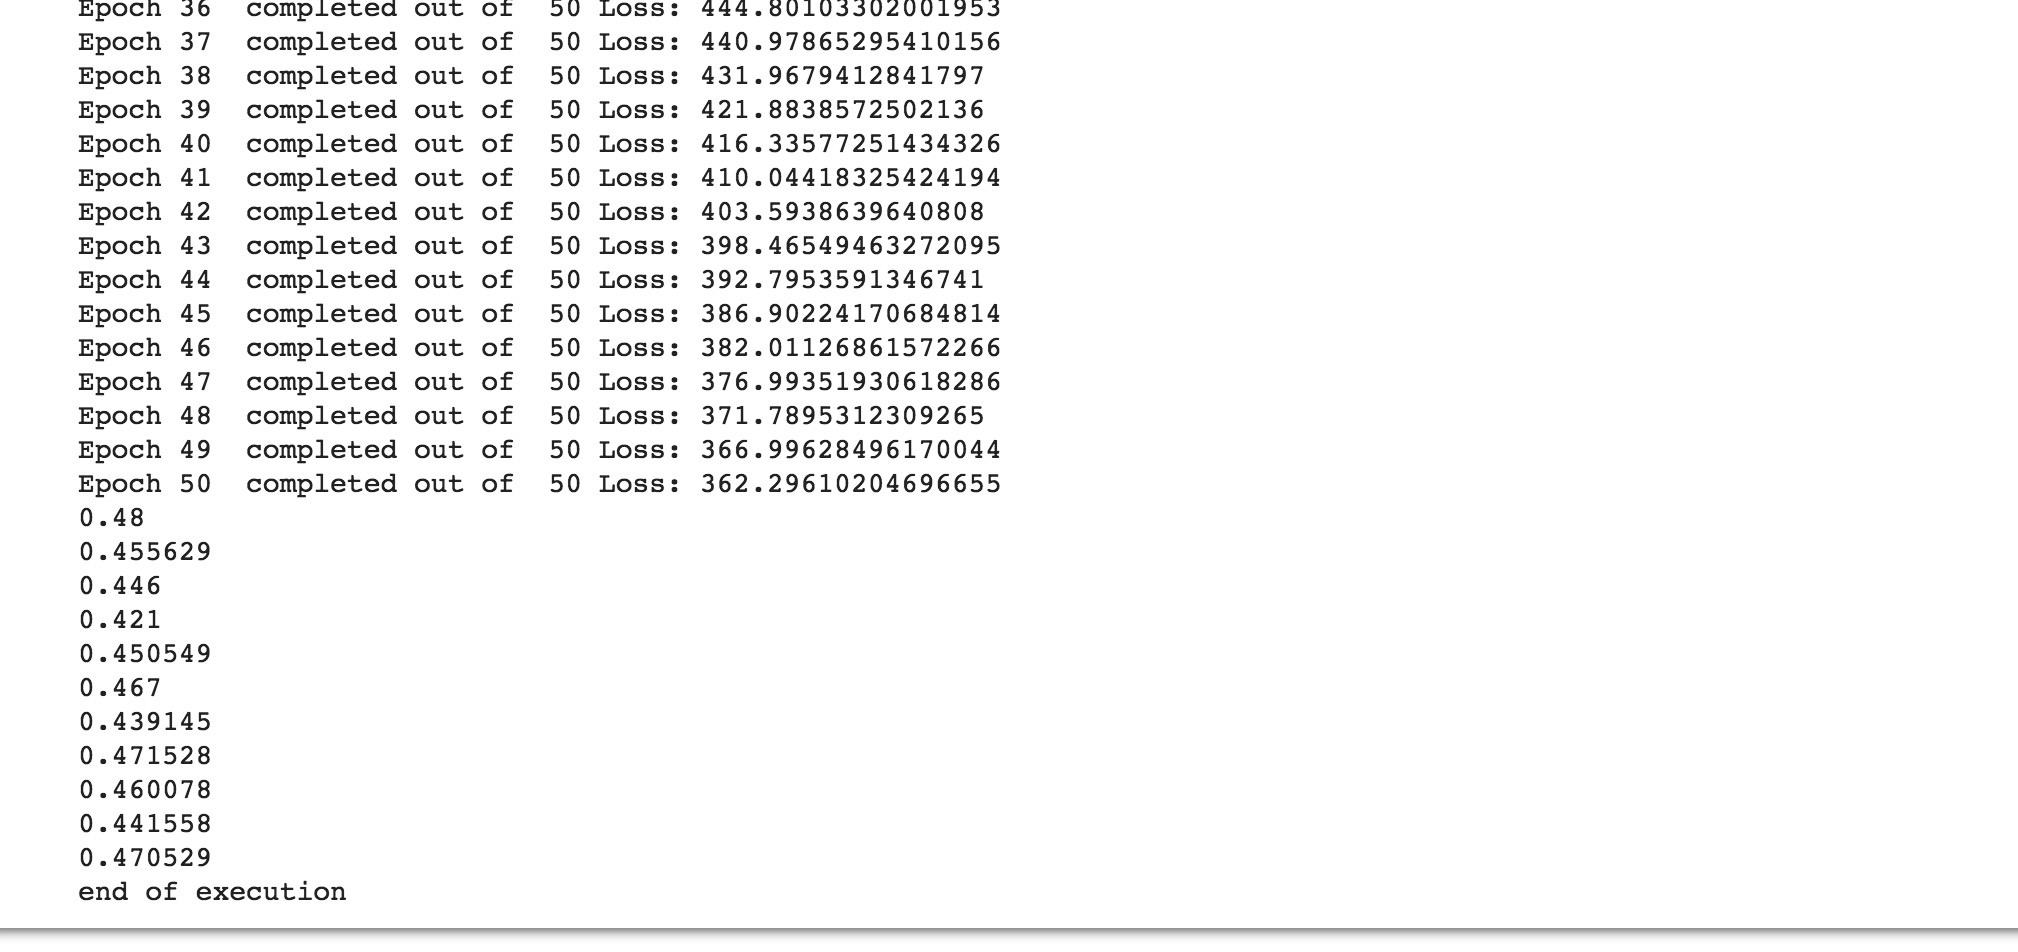 Epoch 36  completed out of  50 Loss: 444.80103302001953
Epoch 37  completed out of  50 Loss: 440.97865295410156
Epoch 38  completed out of  50 Loss: 431.9679412841797
Epoch 39  completed out of  50 Loss: 421.8838572502136
Epoch 40  completed out of  50 Loss: 416.33577251434326
Epoch 41  completed out of  50 Loss: 410.04418325424194
Epoch 42  completed out of  50 Loss: 403.5938639640808
Epoch 43  completed out of  50 Loss: 398.46549463272095
Epoch 44  completed out of  50 Loss: 392.7953591346741
Epoch 45  completed out of  50 Loss: 386.90224170684814
Epoch 46  completed out of  50 Loss: 382.01126861572266
Epoch 47  completed out of  50 Loss: 376.99351930618286
Epoch 48  completed out of  50 Loss: 371.7895312309265
Epoch 49  completed out of  50 Loss: 366.99628496170044
Epoch 50  completed out of  50 Loss: 362.29610204696655
0.48
0.455629
0.446
0.421
0.450549
0.467
0.439145
0.471528
0.460078
0.441558
0.470529
end of execution